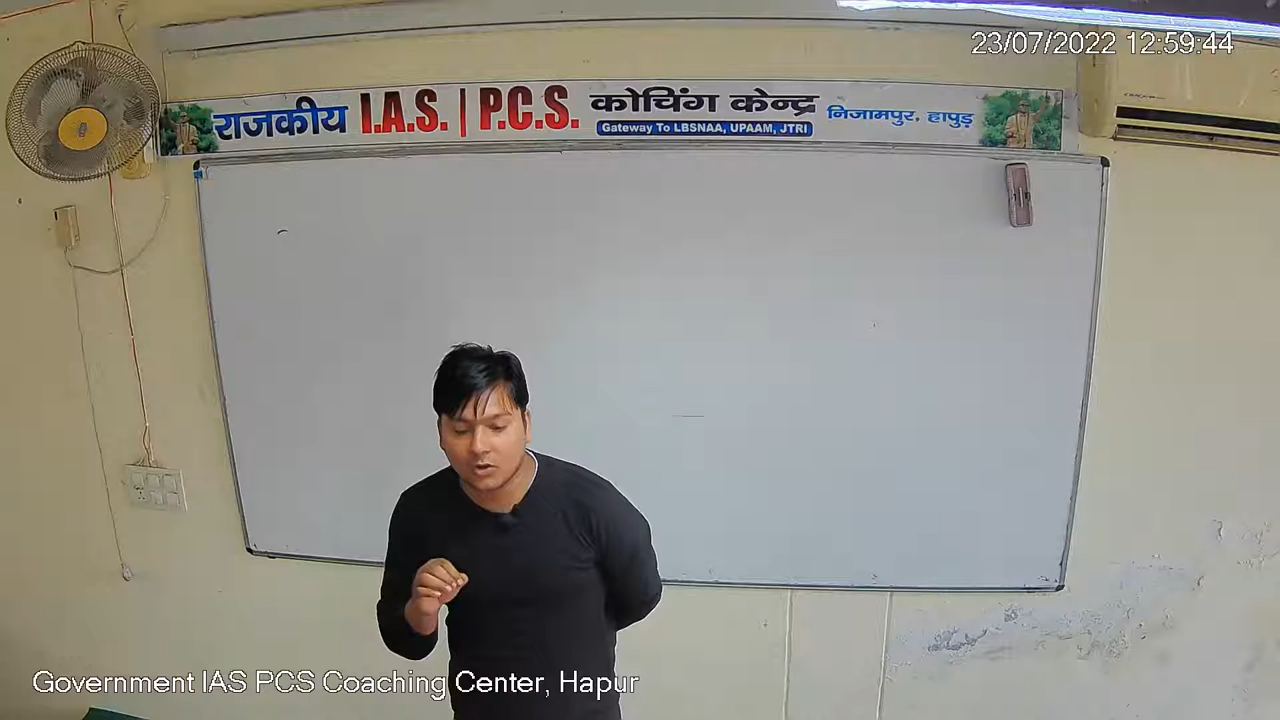 23/07/2022 12:59:44
राजकीय I.A.S. | P.C.S. कोचिंग केन्द्र निजामपुर, हापुड़
Gateway To LBSNAA, UPAAM, JTRI
Government IAS PCS Coaching Center, Hapur